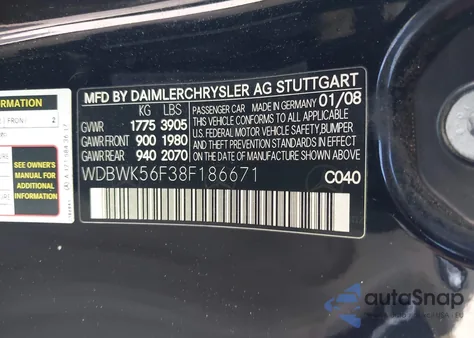 MFD BY DAIMLERCHRYSLER AG STUTTGART
KG LBS
GVWR 1775 3905
GAWR FRONT 900 1980
GAWR REAR 940 2070
PASSENGER CAR MADE IN GERMANY 01/08
THIS VEHICLE CONFORMS TO ALL APPLICABLE
U.S. FEDERAL MOTOR VEHICLE SAFETY,BUMPER
AND THEFT PREVENTION STANDARDS IN EFFECT
ON THE DATE OF MANUFACTURE SHOWN ABOVE.
WDBWK56F38F186671
C040
FORMATION
FRONT 2
SEE OWNER'S
MANUAL FOR
ADDITIONAL
INFORMATION
autoSnap